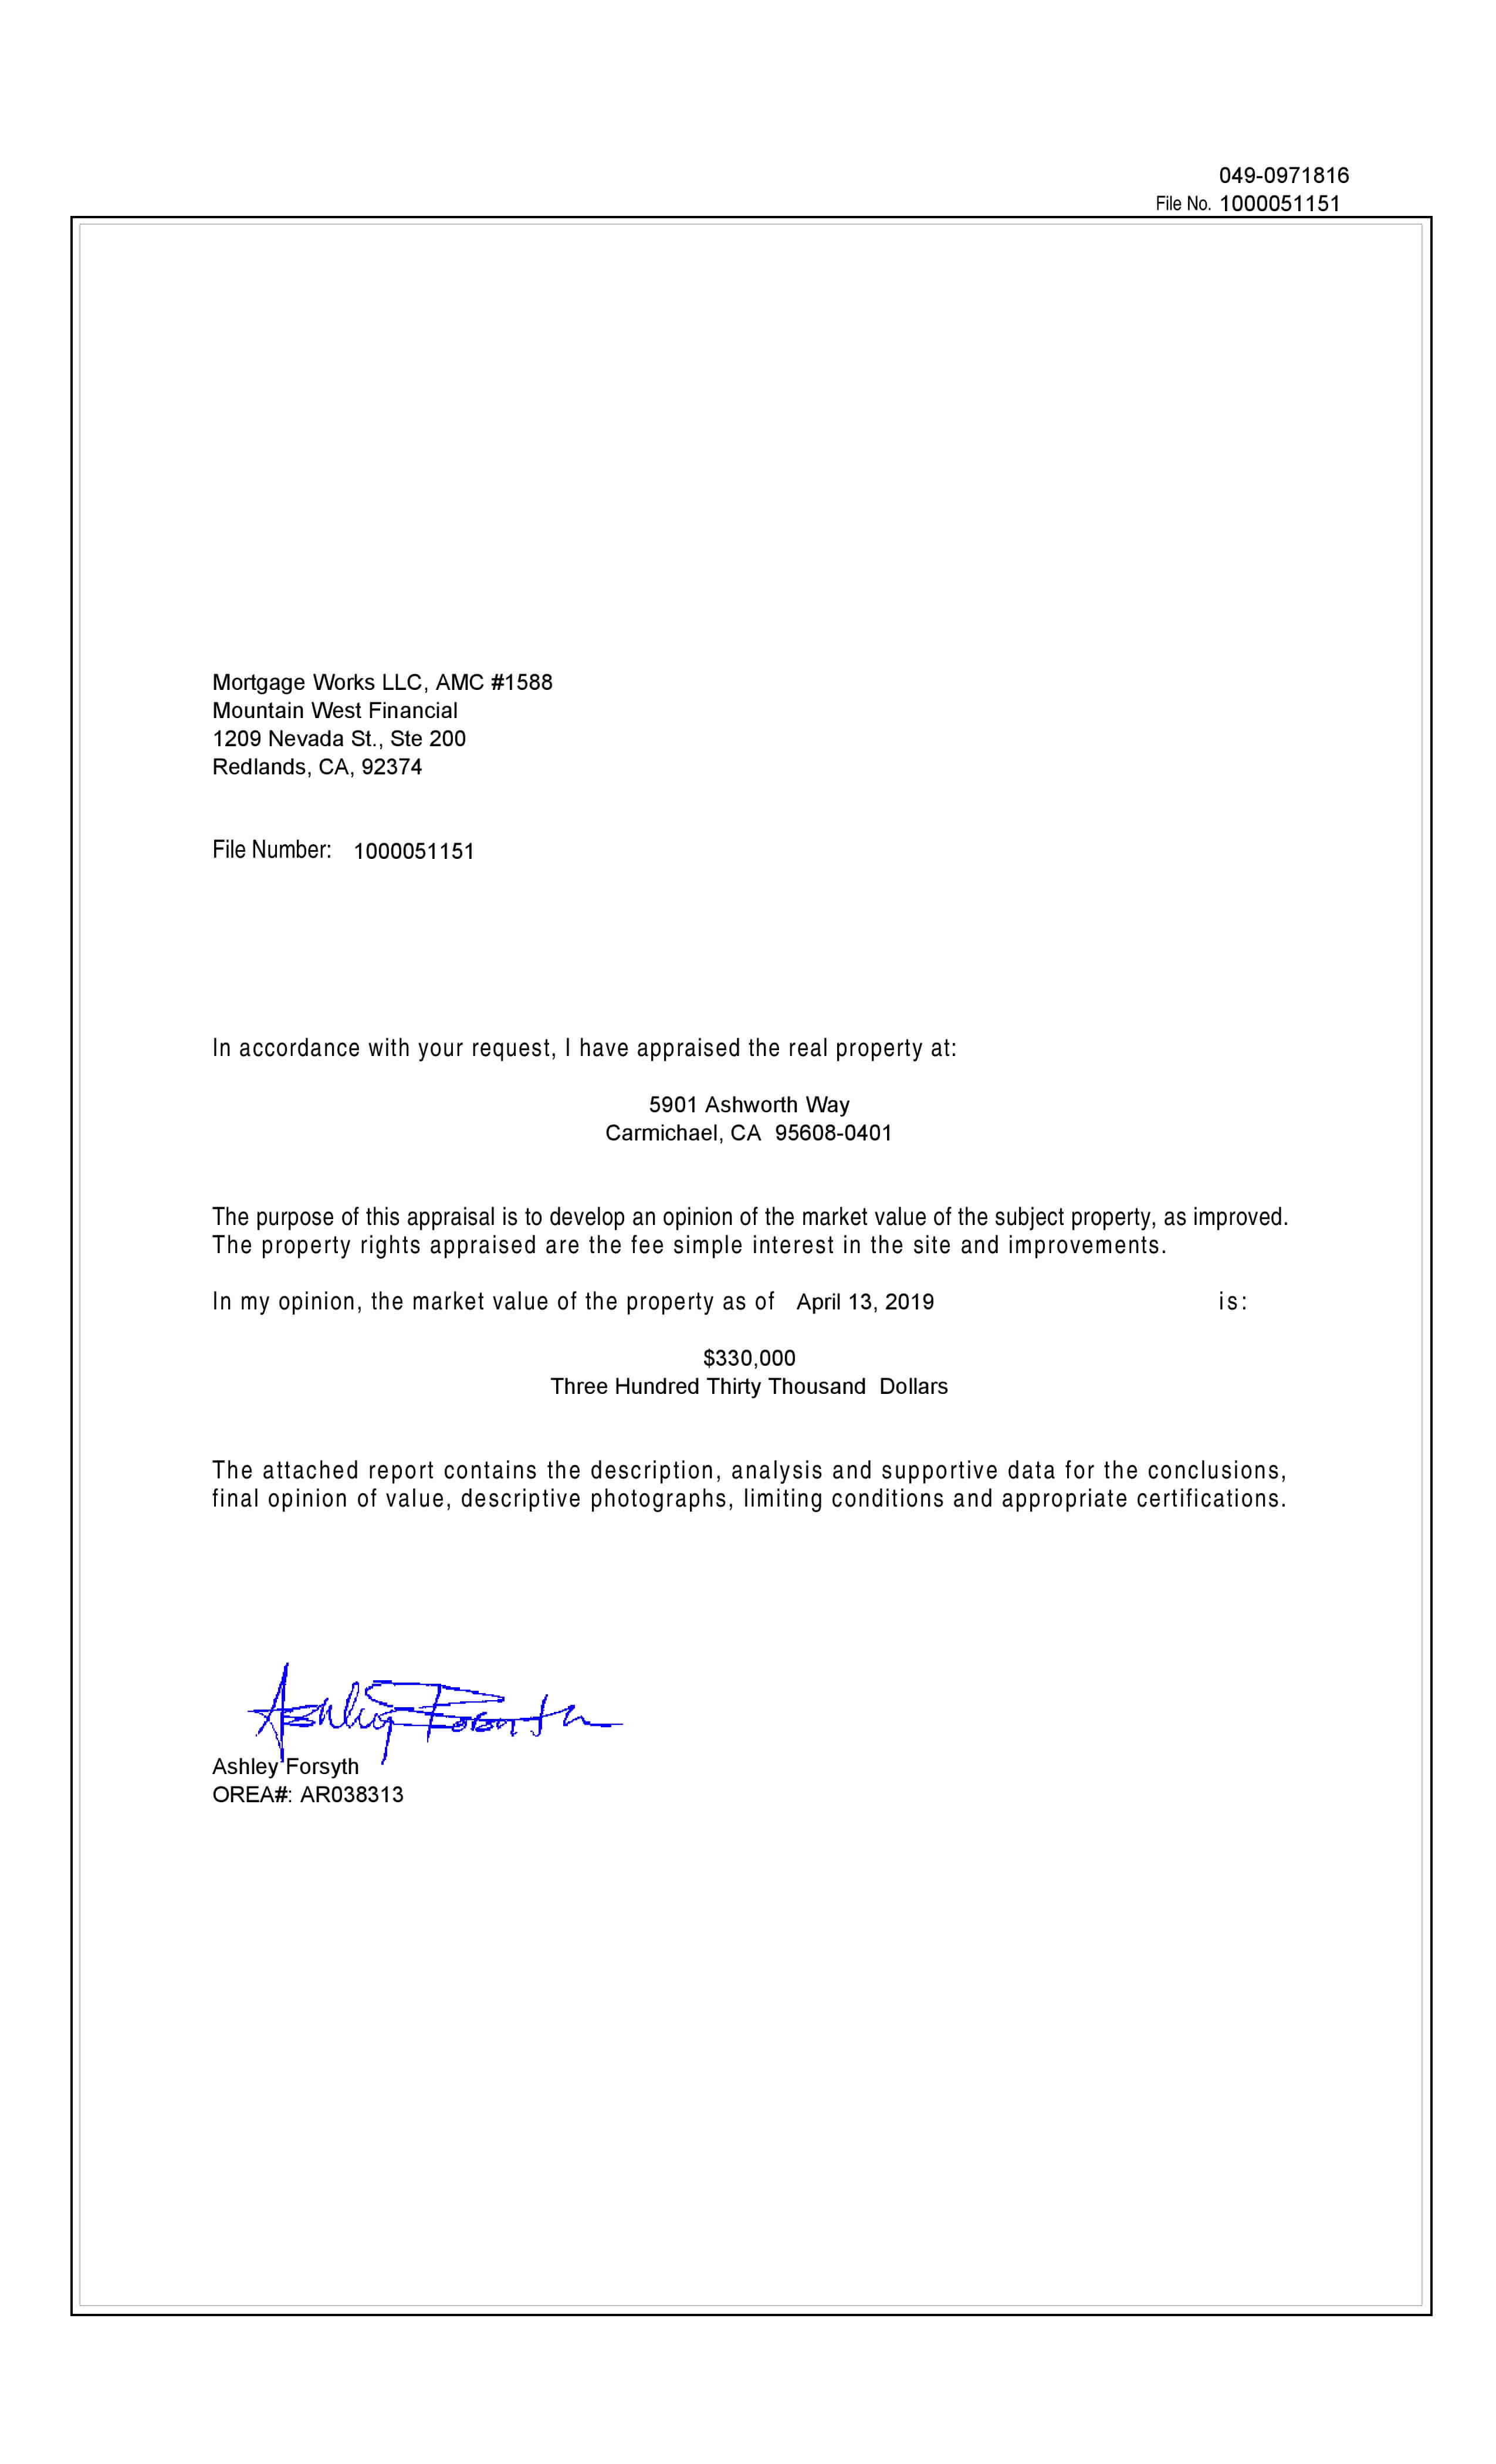 049-0971816
File No. 1000051151
Mortgage Works LLC, AMC #1588
Mountain West Financial
1209 Nevada St., Ste 200
Redlands, CA, 92374
File Number: 1000051151
In accordance with your request, I have appraised the real property at:
5901 Ashworth Way
Carmichael, CA 95608-0401
The purpose of this appraisal is to develop an opinion of the market value of the subject property, as improved.
The property rights appraised are the fee simple interest in the site and improvements.
In my opinion, the market value of the property as of April 13, 2019 is:
$330,000
Three Hundred Thirty Thousand Dollars
The attached report contains the description, analysis and supportive data for the conclusions,
final opinion of value, descriptive photographs, limiting conditions and appropriate certifications.
Ashley Forsyth
Ashley Forsyth
OREA#: AR038313